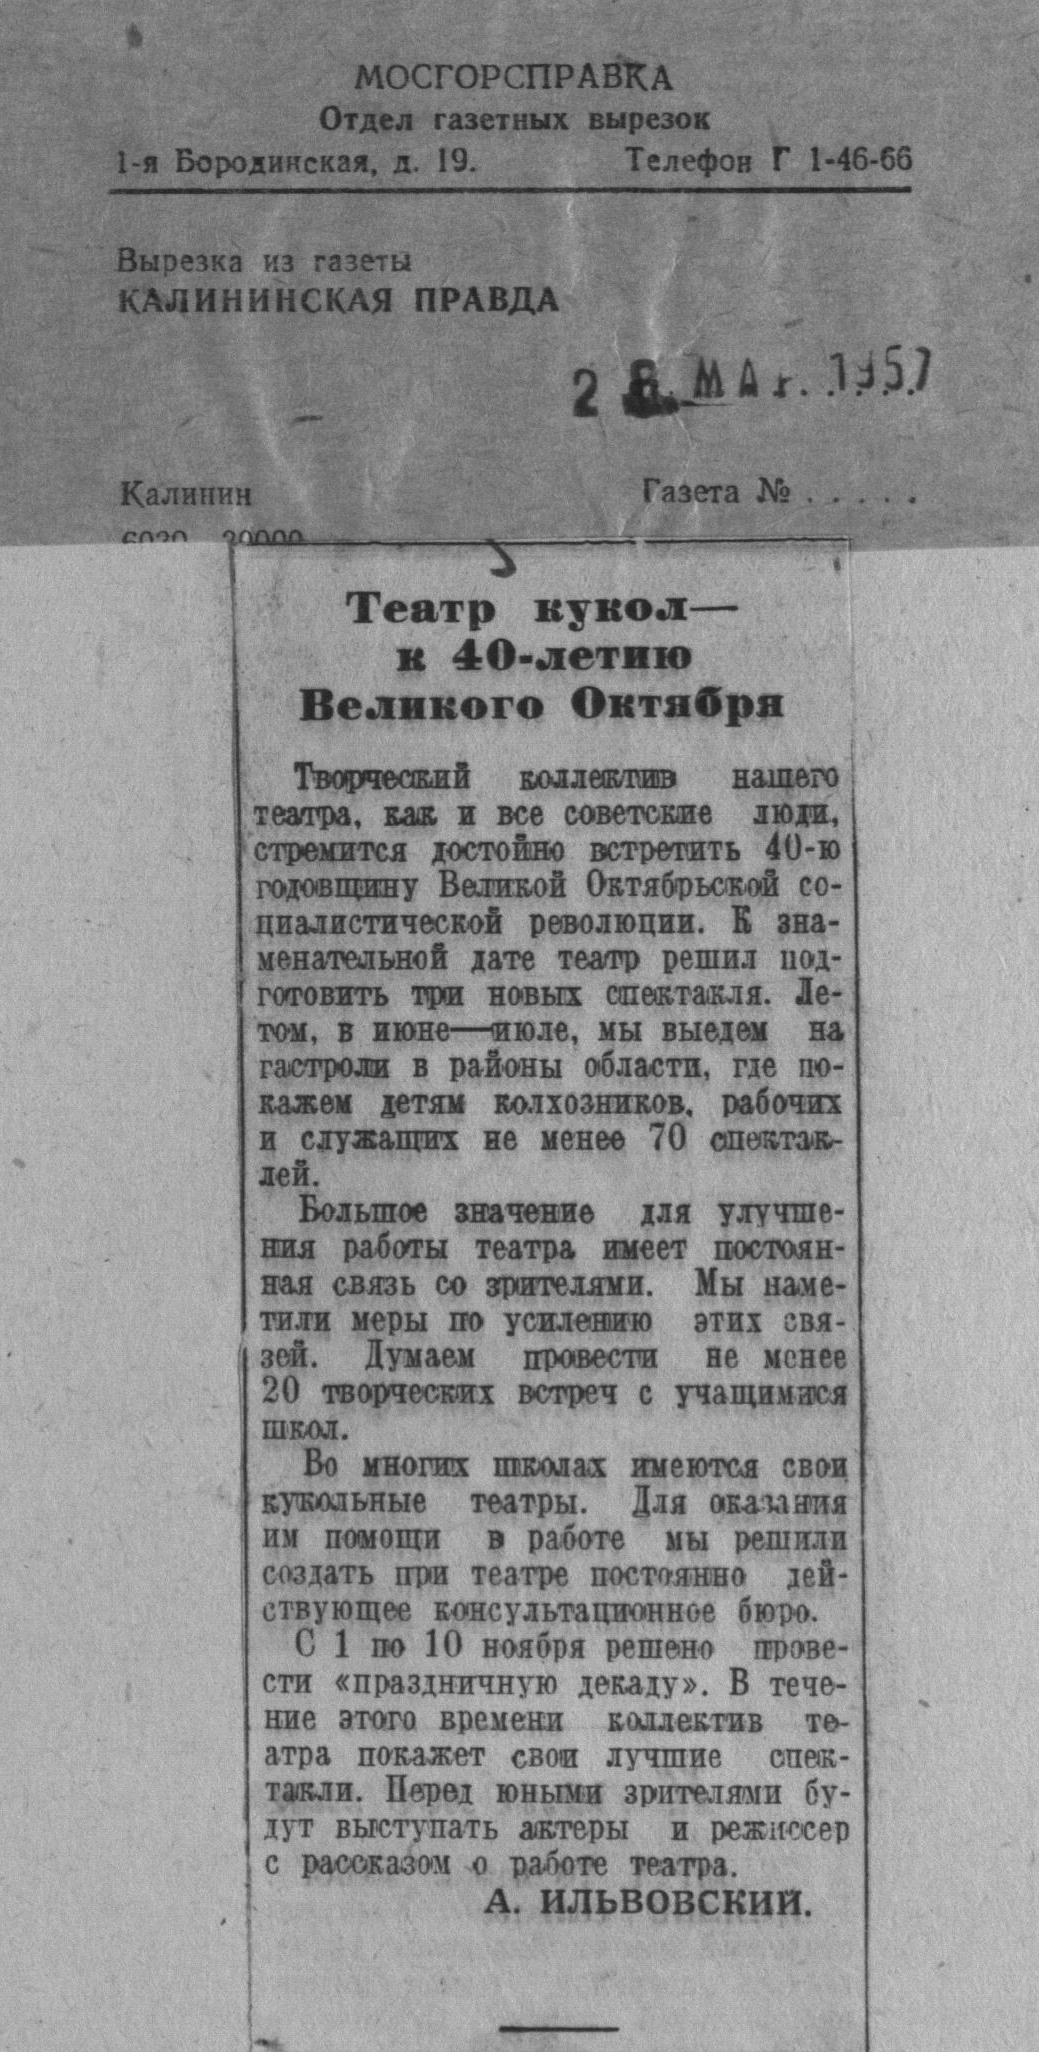 МОСГОРСПРАВКА
Отдел газетных вырезок
1-я Бородинская, д. 19. Телефон Г 1-46-66
Вырезка из газеты
КАЛИНИНСКАЯ ПРАВДА
МАР. 1957
Калинин Газета № . . . . .
Театр кукол—
к 40-летию
Великого Октября
Творческий коллектив нашего
театра, как и все советские люди,
стремится достойно встретить 40-ю
годовщину Великой Октябрьской со-
циалистической революции. К зна-
менательной дате театр решил под-
готовить три новых спектакля. Ле-
том, в июне—июле, мы выедем на
гастроли в районы области, где по-
кажем детям колхозников, рабочих
и служащих не менее 70 спектак-
лей.
Большое значение для улучше-
ния работы театра имеет постоян-
ная связь со зрителями. Мы наме-
тили меры по усилению этих свя-
зей. Думаем провести не менее
20 творческих встреч с учащимися
школ.
Во многих школах имеются свои
кукольные театры. Для оказания
им помощи в работе мы решили
создать при театре постоянно дей-
ствующее консультационное бюро.
С 1 по 10 ноября решено прове-
сти «праздничную декаду». В тече-
ние этого времени коллектив те-
атра покажет свои лучшие спек-
такли. Перед юными зрителями бу-
дут выступать актеры и режиссер
с рассказом о работе театра.
А. ИЛЬВОВСКИЙ.